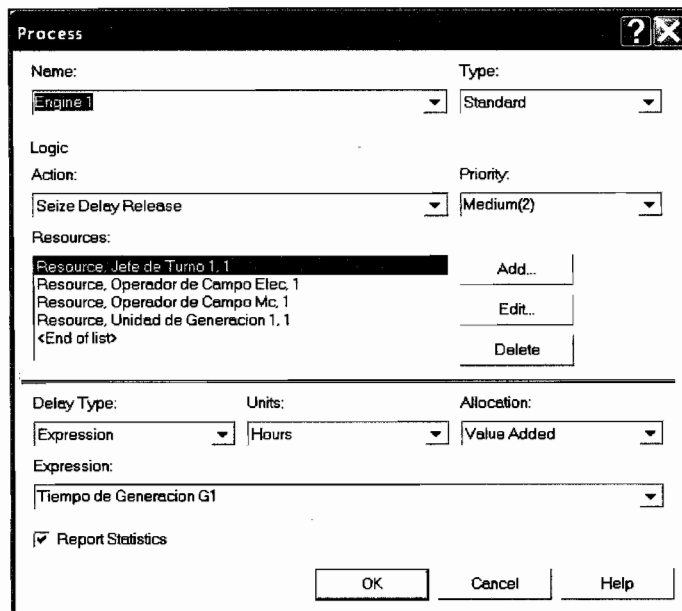 Process
Name: Type:
Engine 1 Standard
Logic
Action: Priority:
Seize Delay Release Medium(2)
Resources:
Resource, Jefe de Turno 1, 1 Add...
Resource, Operador de Campo Elec, 1
Resource, Operador de Campo Mc, 1 Edit...
Resource, Unidad de Generacion 1, 1
<End of list> Delete
Delay Type: Units: Allocation:
Expression Hours Value Added
Expression:
Tiempo de Generacion G1
Report Statistics
OK Cancel Help